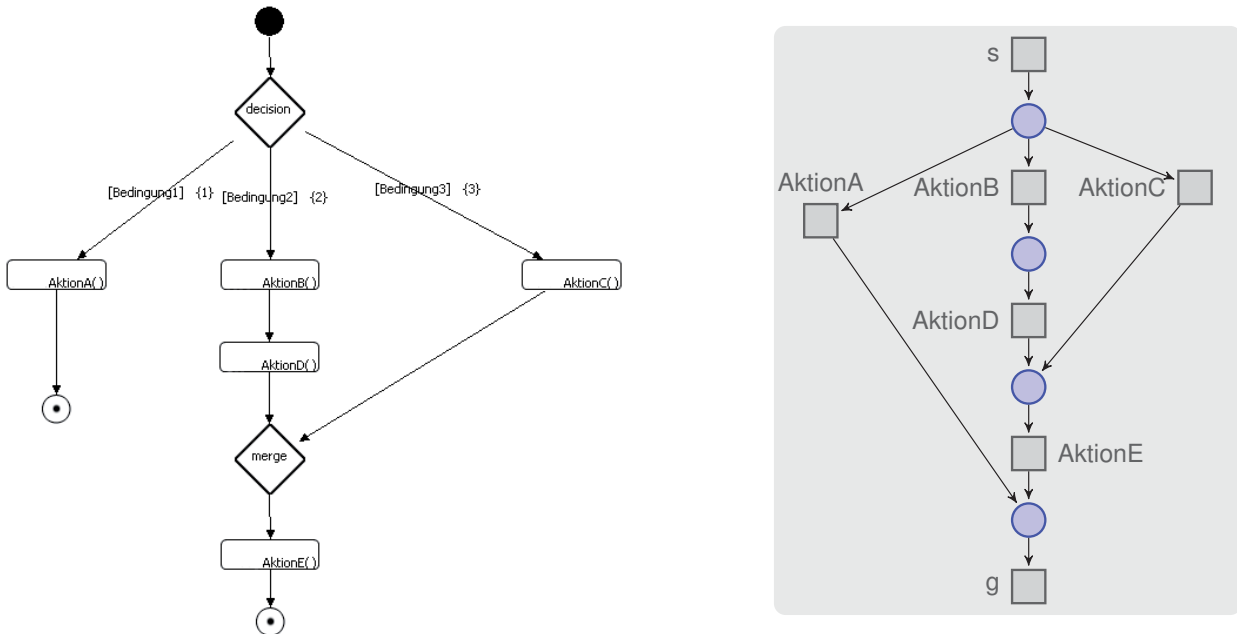 decision
[Bedingung1] {1}
[Bedingung2] {2}
[Bedingung3] {3}
AktionA()
AktionB()
AktionC()
AktionD()
merge
AktionE()
s
AktionA
AktionB
AktionC
AktionD
AktionE
g